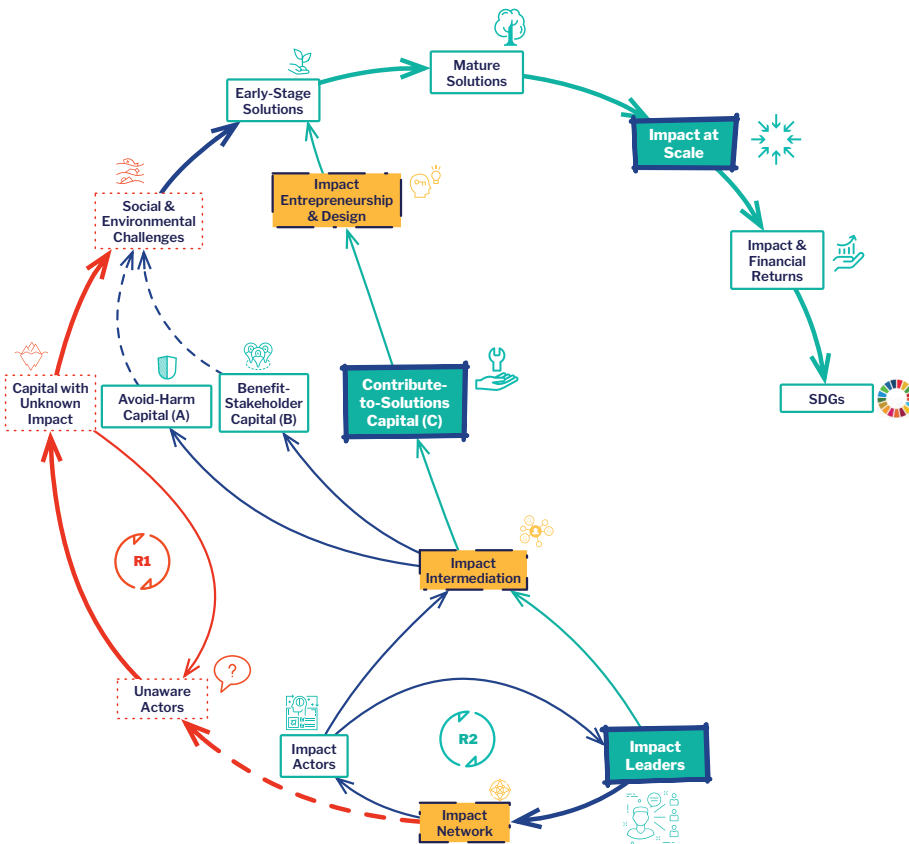 Mature
Solutions
Early-Stage
Solutions
Impact at
Scale
Impact
Entrepreneurship
& Design
Social &
Environmental
Challenges
Impact &
Financial
Returns
Capital with
Unknown
Impact
Avoid-Harm
Capital (A)
Benefit-
Stakeholder
Capital (B)
Contribute-
to-Solutions
Capital (C)
SDGs
R1
Impact
Intermediation
?
Unaware
Actors
Impact
Actors
R2
Impact
Leaders
Impact
Network